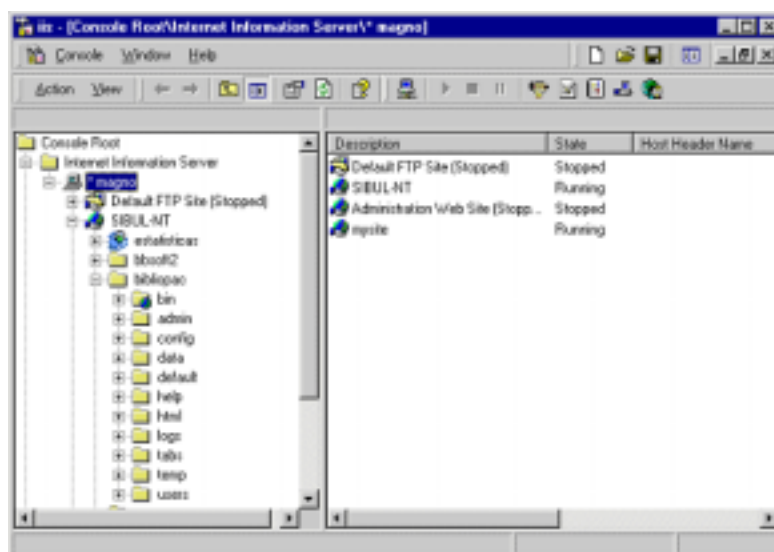 iis - [Console Root\Internet Information Server\* magno]
Console Window Help
Action View
Console Root
Internet Information Server
* magno
Default FTP Site (Stopped)
SIBUL-NT
estatisticas
bbsoft2
bibliopac
bin
admin
config
data
default
help
html
logs
tabs
temp
users
Description State Host Header Name
Default FTP Site (Stopped) Stopped
SIBUL-NT Running
Administration Web Site (Stopp... Stopped
mysite Running